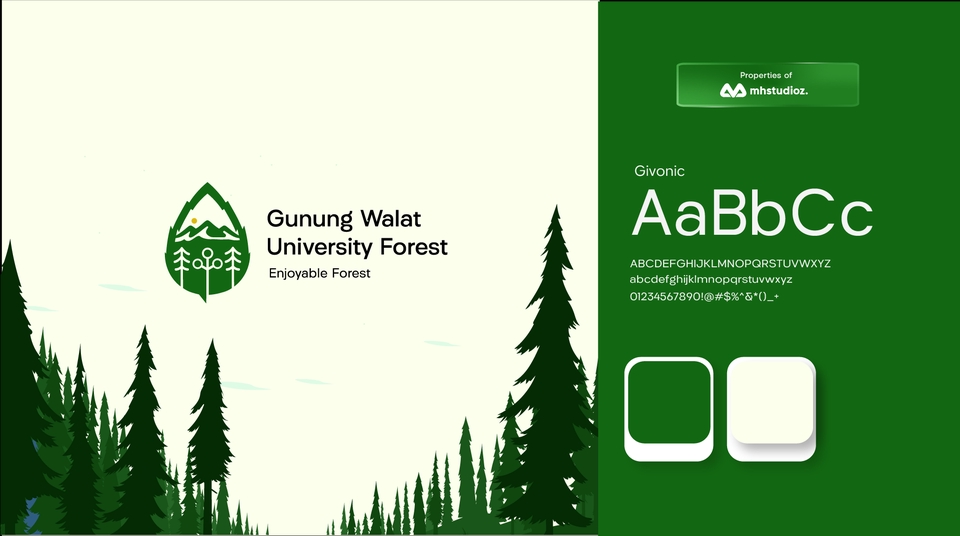 Gunung Walat
University Forest
Enjoyable Forest
Properties of
mhstudioz.
Givonic
AaBbCc
ABCDEFGHIJKLMNOPQRSTUVWXYZ
abcdefghijklmnopqrstuvwxyz
01234567890!@#$%^&*()_+